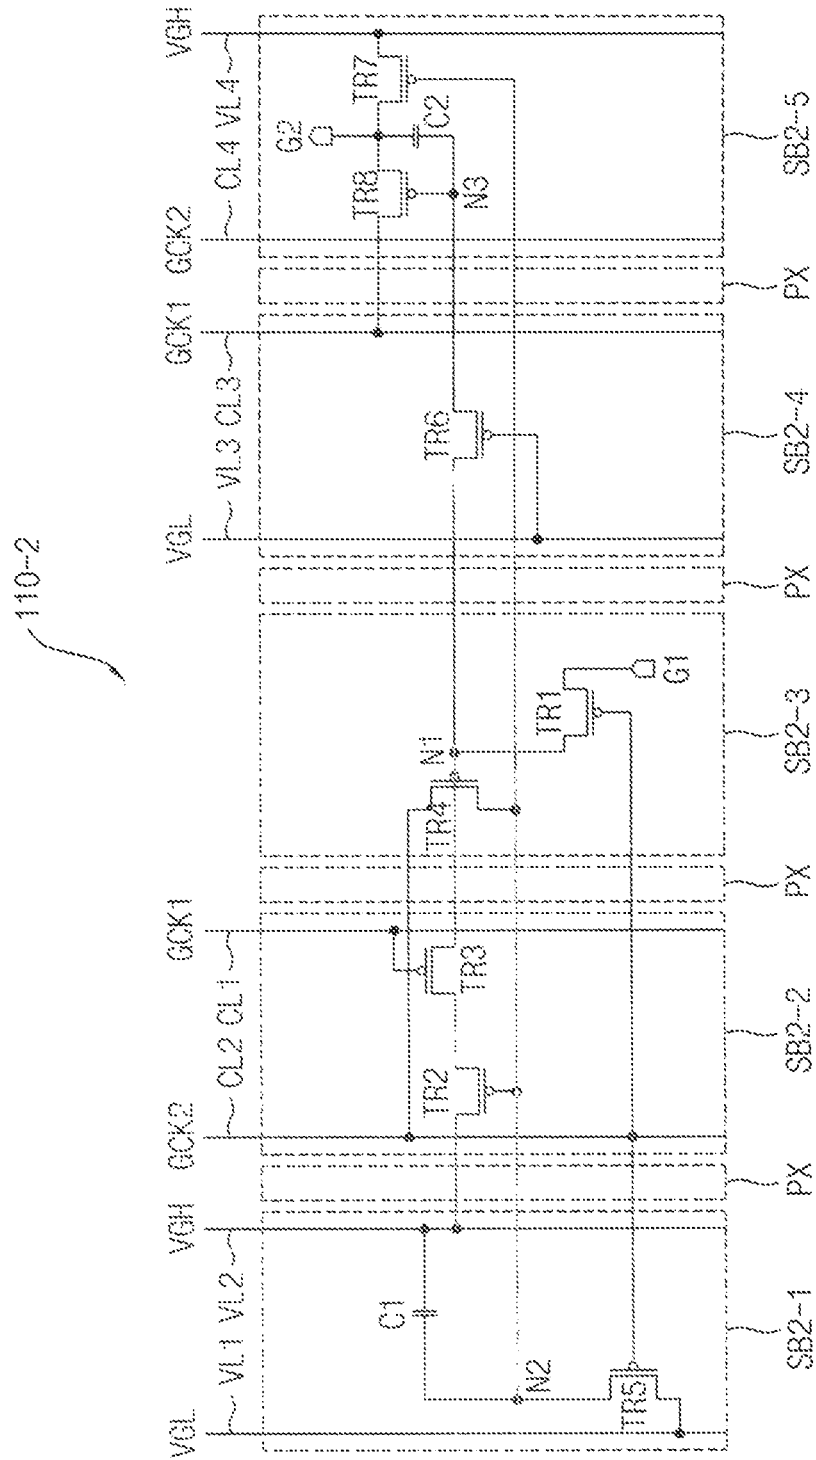 110-2
VGL VGH GCK2 GCK1 VGL GCK1 GCK2 VGH
VL1 VL2 CL2 CL1 VL3 CL3 CL4 VL4
G2
TR8 TR7
C1
TR2
TR4
N1
TR6
C2
TR3
N3
N2
TR1
TR5
G1
SB2-1 PX SB2-2 PX SB2-3 PX SB2-4 PX SB2-5